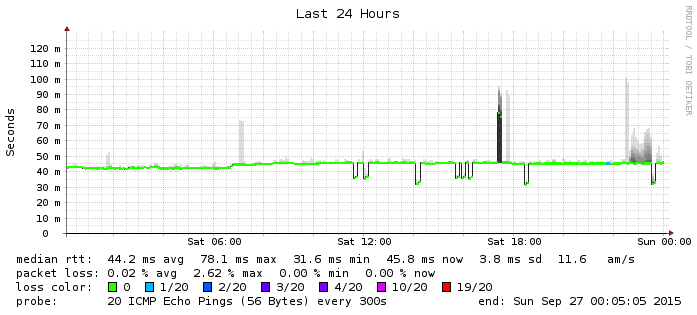 Last 24 Hours
RRDTOOL / TOBI OETIKER
Seconds
120 m
110 m
100 m
90 m
80 m
70 m
60 m
50 m
40 m
30 m
20 m
10 m
0
Sat 06:00 Sat 12:00 Sat 18:00 Sun 00:00
median rtt: 44.2 ms avg 78.1 ms max 31.6 ms min 45.8 ms now 3.8 ms sd 11.6 am/s
packet loss: 0.02 % avg 2.62 % max 0.00 % min 0.00 % now
loss color: 0 1/20 2/20 3/20 4/20 10/20 19/20
probe: 20 ICMP Echo Pings (56 Bytes) every 300s end: Sun Sep 27 00:05:05 2015